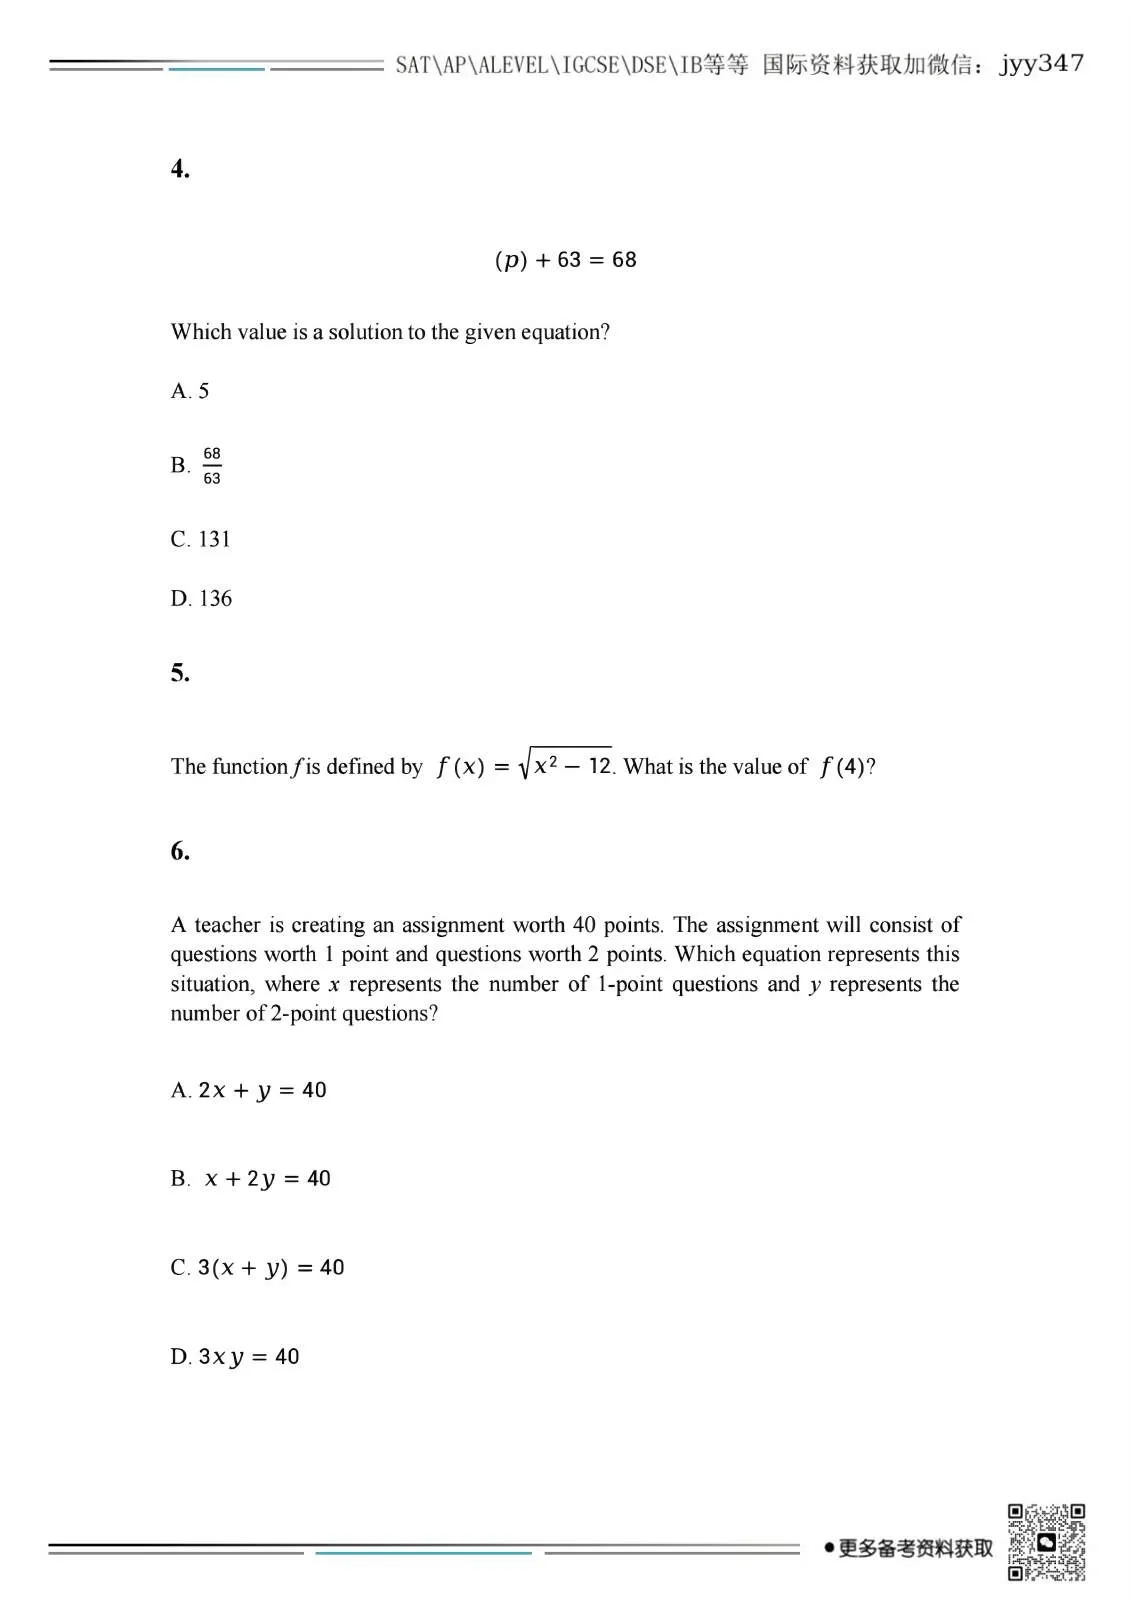 SAT\AP\ALEVEL\IGCSE\DSE\IB等等 国际资料获取加微信：jyy347
4.
(p) + 63 = 68
Which value is a solution to the given equation?
A. 5
B. 68/63
C. 131
D. 136
5.
The function f is defined by f(x) = √(x² − 12). What is the value of f(4)?
6.
A teacher is creating an assignment worth 40 points. The assignment will consist of
questions worth 1 point and questions worth 2 points. Which equation represents this
situation, where x represents the number of 1-point questions and y represents the
number of 2-point questions?
A. 2x + y = 40
B. x + 2y = 40
C. 3(x + y) = 40
D. 3xy = 40
●更多备考资料获取